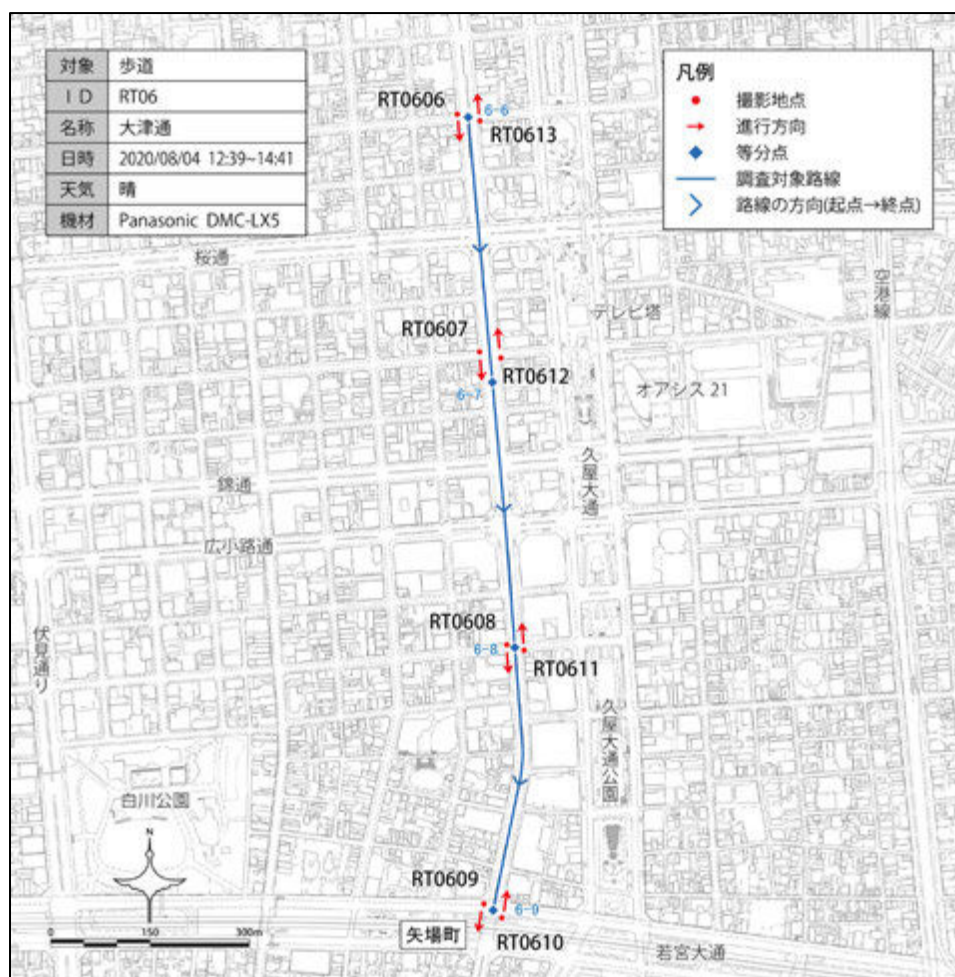 対象 歩道
ID RT06
名称 大津通
日時 2020/08/04 12:39~14:41
天気 晴
機材 Panasonic DMC-LX5
凡例
撮影地点
進行方向
等分点
調査対象路線
路線の方向(起点→終点)
RT0606
6-6
RT0613
桜通
空港線
テレビ塔
RT0607
RT0612
6-7
オアシス 21
久屋大通
錦通
広小路通
RT0608
6-8
RT0611
伏見通り
久屋大通公園
白川公園
N
RT0609
6-9
0 150 300m
矢場町
RT0610
若宮大通